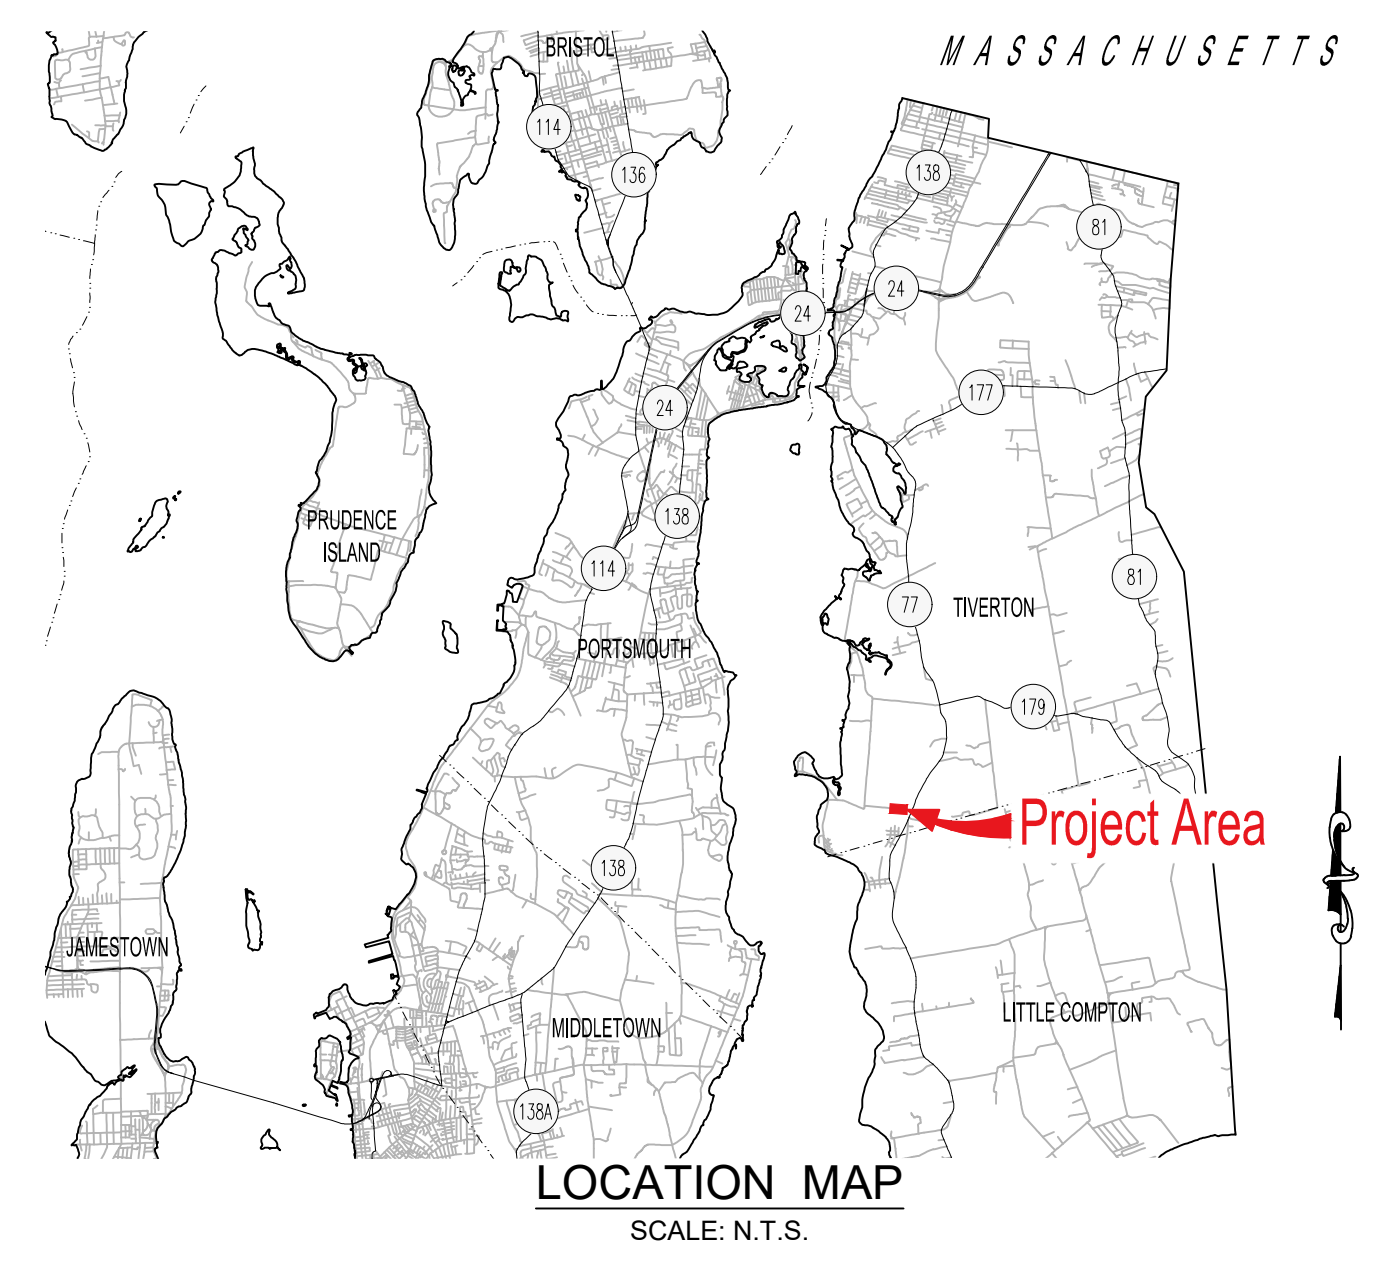 MASSACHUSETTS
BRISTOL
114
136
138
81
24
24
177
24
138
PRUDENCE
ISLAND
114
81
77
TIVERTON
PORTSMOUTH
179
Project Area
138
JAMESTOWN
LITTLE COMPTON
MIDDLETOWN
138A
LOCATION MAP
SCALE: N.T.S.